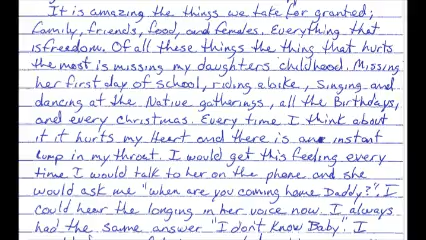 It is amazing the things we take for granted;
family, friends, food, and females. Everything that
is freedom. Of all these things the thing that hurts
the most is missing my daughters childhood. Missing
her first day of school, riding a bike, singing and
dancing at the Native gatherings, all the Birthdays,
and every christmas. Every time I think about
it it hurts my Heart and there is an instant
lump in my throat. I would get this feeling every
time I would talk to her on the phone and she
would ask me "when are you coming home Daddy?". I
could hear the longing in her voice now. I always
had the same answer "I don't know Baby". I